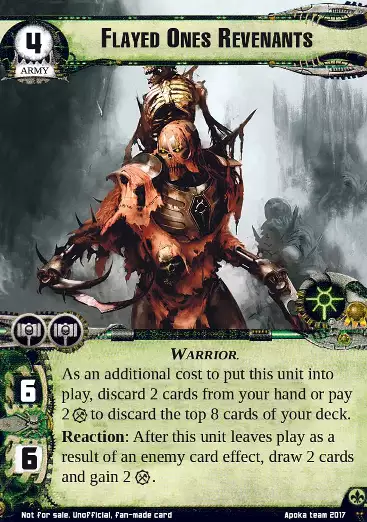 4
ARMY
FLAYED ONES REVENANTS
WARRIOR.
6
As an additional cost to put this unit into
play, discard 2 cards from your hand or pay
2 to discard the top 8 cards of your deck.
6
Reaction: After this unit leaves play as a
result of an enemy card effect, draw 2 cards
and gain 2 .
Not for sale. Unofficial, fan-made card
Apoka team 2017